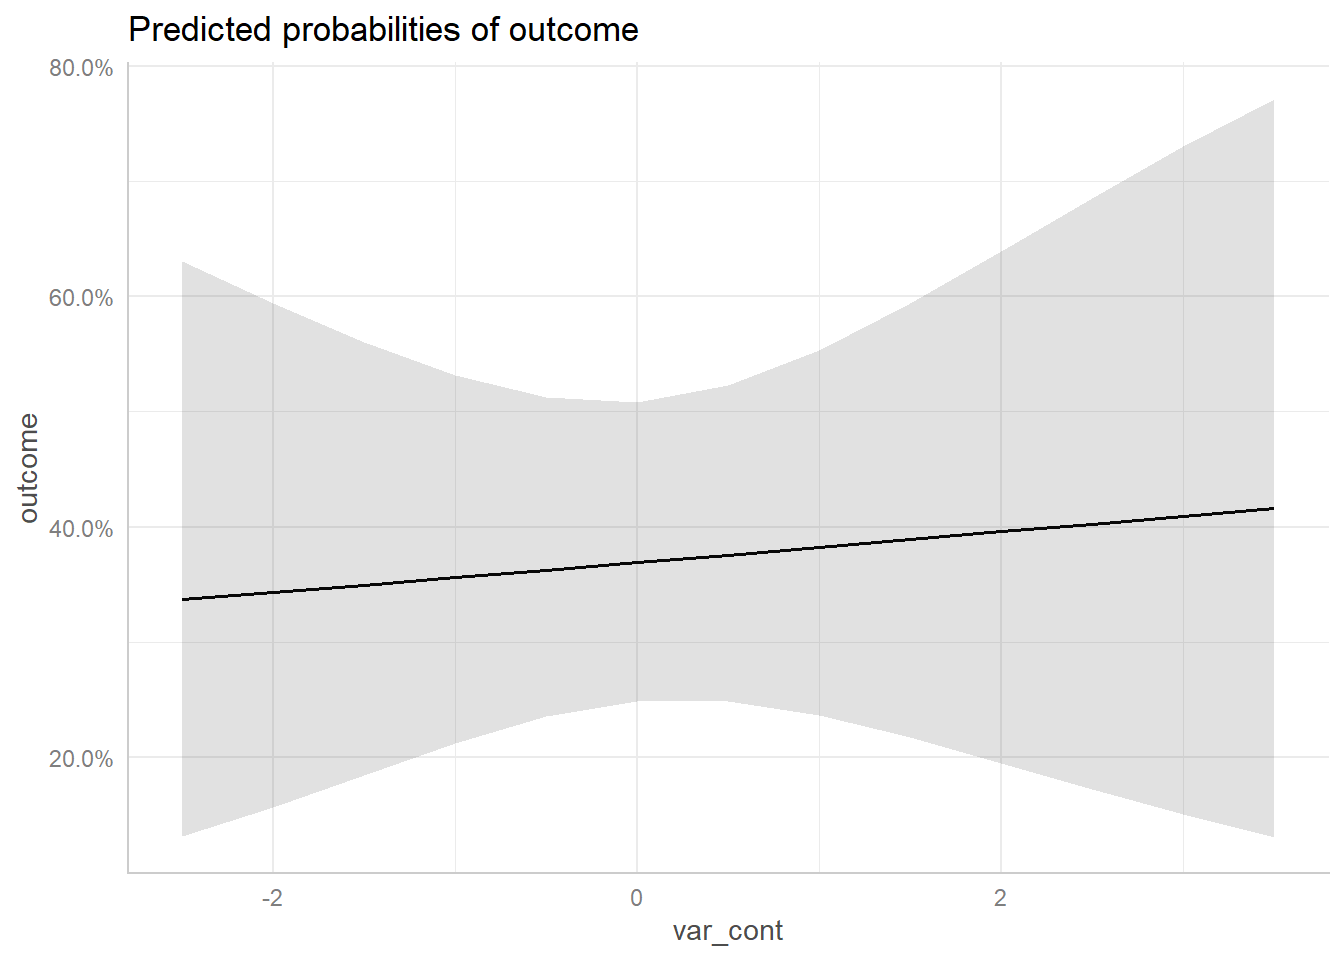 Predicted probabilities of outcome
80.0%
60.0%
40.0%
20.0%
outcome
-2
0
2
var_cont